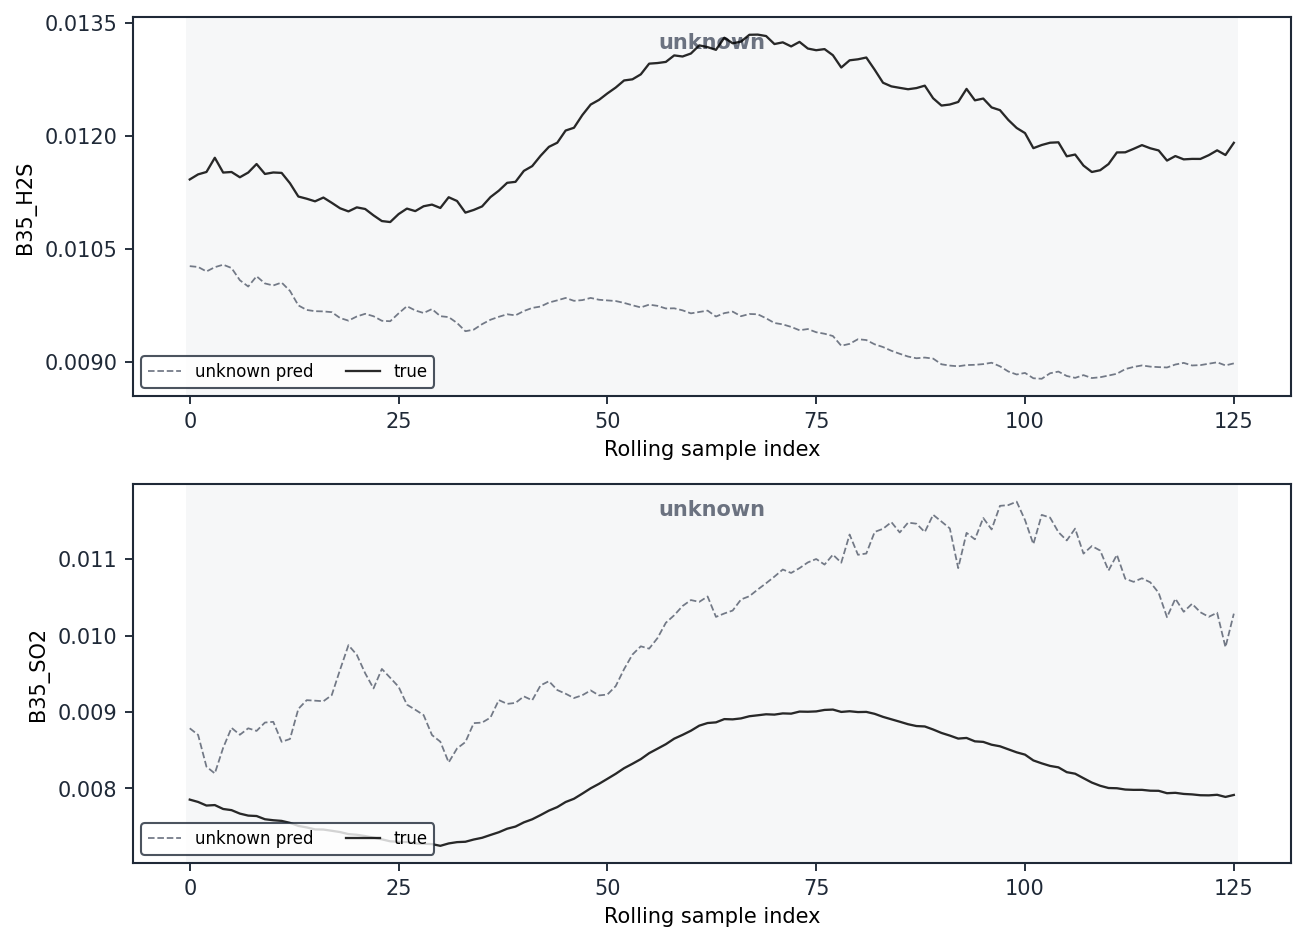 unknown
0.0135
0.0120
0.0105
0.0090
B35_H2S
unknown pred
true
0
25
50
75
100
125
Rolling sample index
unknown
0.011
0.010
0.009
0.008
B35_SO2
unknown pred
true
0
25
50
75
100
125
Rolling sample index